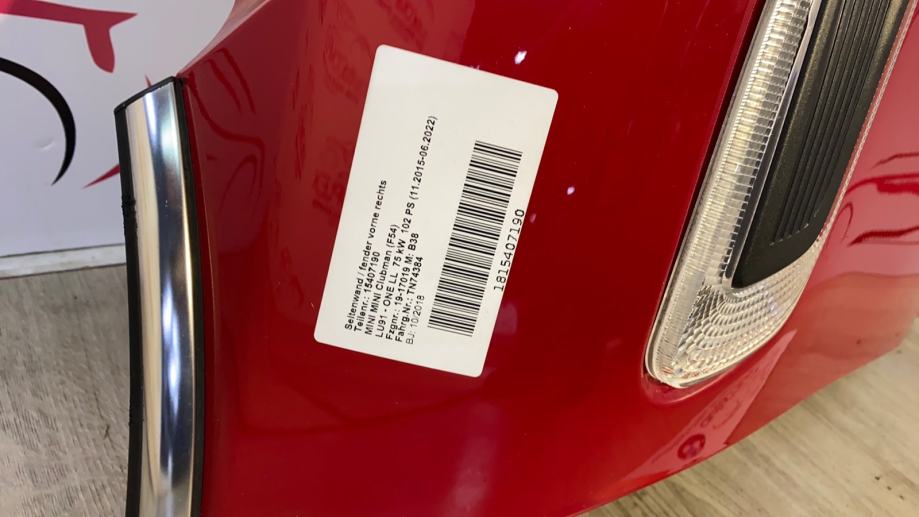 Seitenwand / fender vorne rechts
Teilenr.: 15407190
MINI MINI Clubman (F54)
LU91 - ONE LL 75 kW 102 PS (11.2015-06.2022)
Fzgnr.: 19-17019 M: B38
Fahrg.Nr.: TN74384
BJ: 10/2018
1815407190